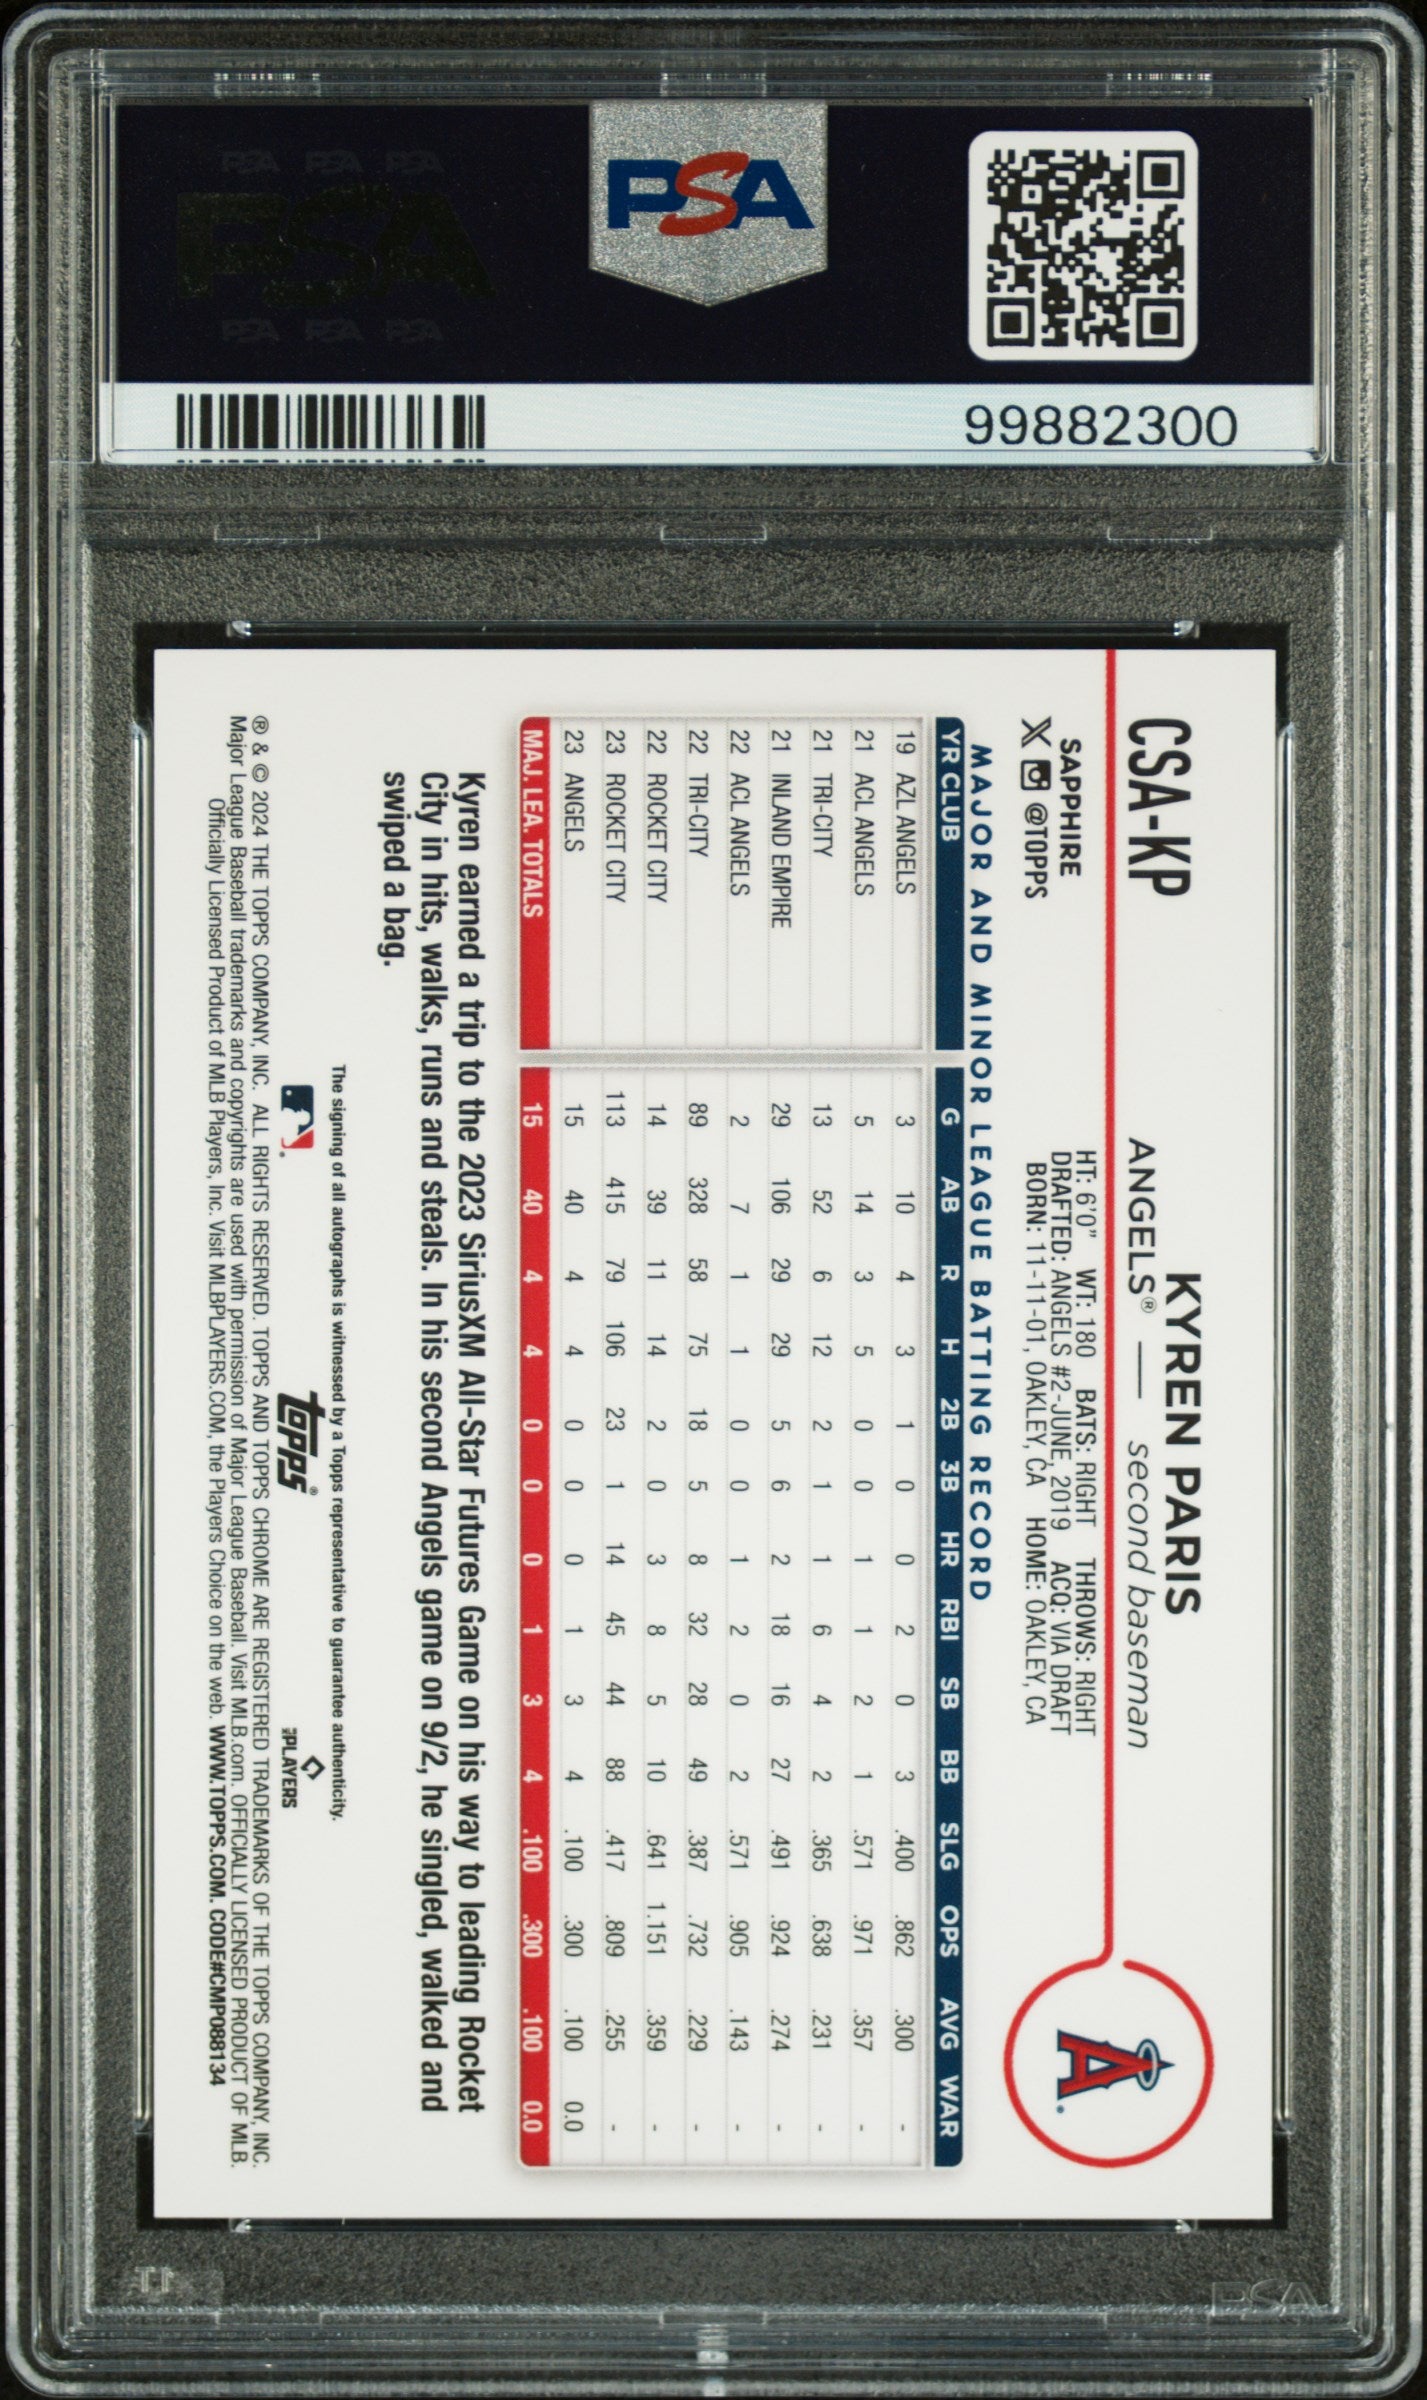 PSA PSA PSA
PSA
PSA PSA PSA
PSA
99882300
CSA-KP
KYREN PARIS
ANGELS® — second baseman
SAPPHIRE
@TOPPS
HT: 6'0" WT: 180 BATS: RIGHT THROWS: RIGHT
DRAFTED: ANGELS #2-JUNE, 2019 ACQ: VIA DRAFT
BORN: 11-11-01, OAKLEY, CA HOME: OAKLEY, CA
A
MAJOR AND MINOR LEAGUE BATTING RECORD
YR CLUB G AB R H 2B 3B HR RBI SB BB SLG OPS AVG WAR
19 AZL ANGELS 3 10 4 3 1 0 0 2 0 3 .400 .862 .300 -
21 ACL ANGELS 5 14 3 5 0 0 1 1 2 1 .571 .971 .357 -
21 TRI-CITY 13 52 6 12 2 1 1 6 4 2 .365 .638 .231 -
21 INLAND EMPIRE 29 106 29 29 5 6 2 18 16 27 .491 .924 .274 -
22 ACL ANGELS 2 7 1 1 0 0 1 2 0 2 .571 .905 .143 -
22 TRI-CITY 89 328 58 75 18 5 8 32 28 49 .387 .732 .229 -
22 ROCKET CITY 14 39 11 14 2 0 3 8 5 10 .641 1.151 .359 -
23 ROCKET CITY 113 415 79 106 23 1 14 45 44 88 .417 .809 .255 -
23 ANGELS 15 40 4 4 0 0 0 1 3 4 .100 .300 .100 0.0
MAJ. LEA. TOTALS 15 40 4 4 0 0 0 1 3 4 .100 .300 .100 0.0
Kyren earned a trip to the 2023 SiriusXM All-Star Futures Game on his way to leading Rocket
City in hits, walks, runs and steals. In his second Angels game on 9/2, he singled, walked and
swiped a bag.
The signing of all autographs is witnessed by a Topps representative to guarantee authenticity.
topps®
PLAYERS
® & © 2024 THE TOPPS COMPANY, INC. ALL RIGHTS RESERVED. TOPPS AND TOPPS CHROME ARE REGISTERED TRADEMARKS OF THE TOPPS COMPANY, INC.
Major League Baseball trademarks and copyrights are used with permission of Major League Baseball. Visit MLB.com. OFFICIALLY LICENSED PRODUCT OF MLB.
Officially Licensed Product of MLB Players, Inc. Visit MLBPLAYERS.COM, the Players Choice on the web. WWW.TOPPS.COM. CODE#CMP088134
PSA